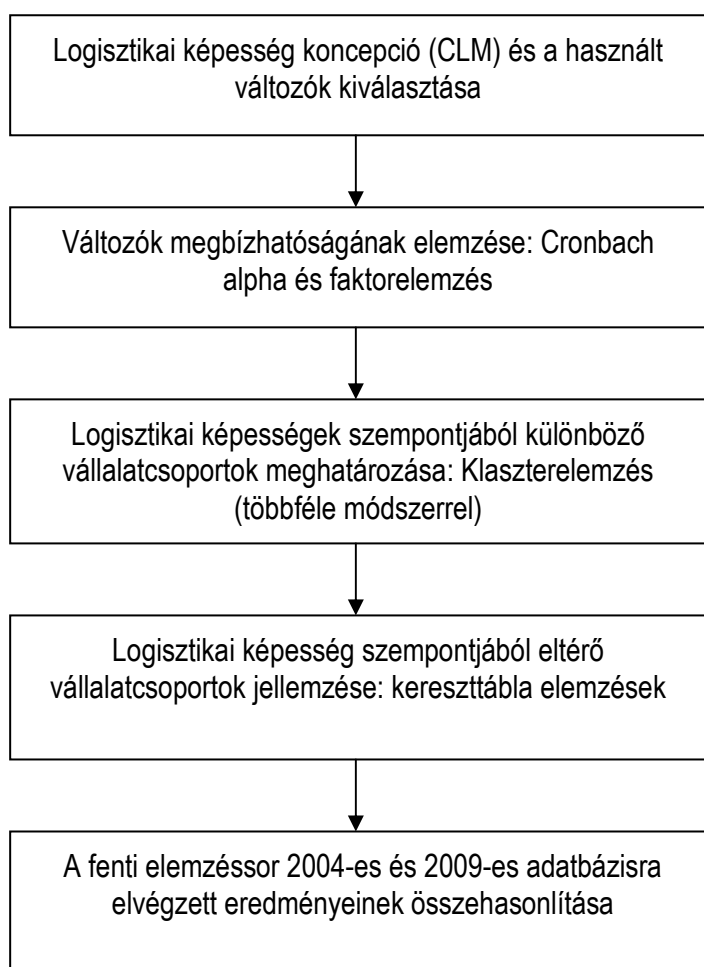 Logisztikai képesség koncepció (CLM) és a használt
változók kiválasztása
Változók megbízhatóságának elemzése: Cronbach
alpha és faktorelemzés
Logisztikai képességek szempontjából különböző
vállalatcsoportok meghatározása: Klaszterelemzés
(többféle módszerrel)
Logisztikai képesség szempontjából eltérő
vállalatcsoportok jellemzése: kereszttábla elemzések
A fenti elemzéssor 2004-es és 2009-es adatbázisra
elvégzett eredményeinek összehasonlítása